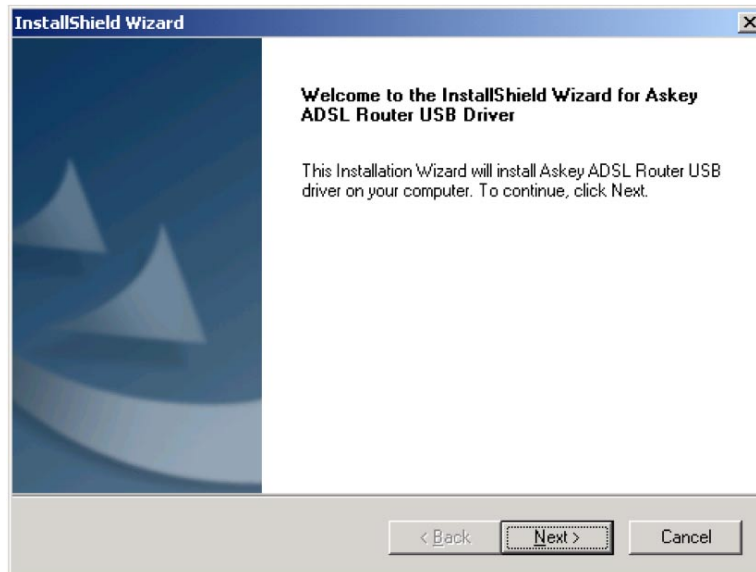 InstallShield Wizard
Welcome to the InstallShield Wizard for Askey
ADSL Router USB Driver
This Installation Wizard will install Askey ADSL Router USB
driver on your computer. To continue, click Next.
< Back
Next >
Cancel